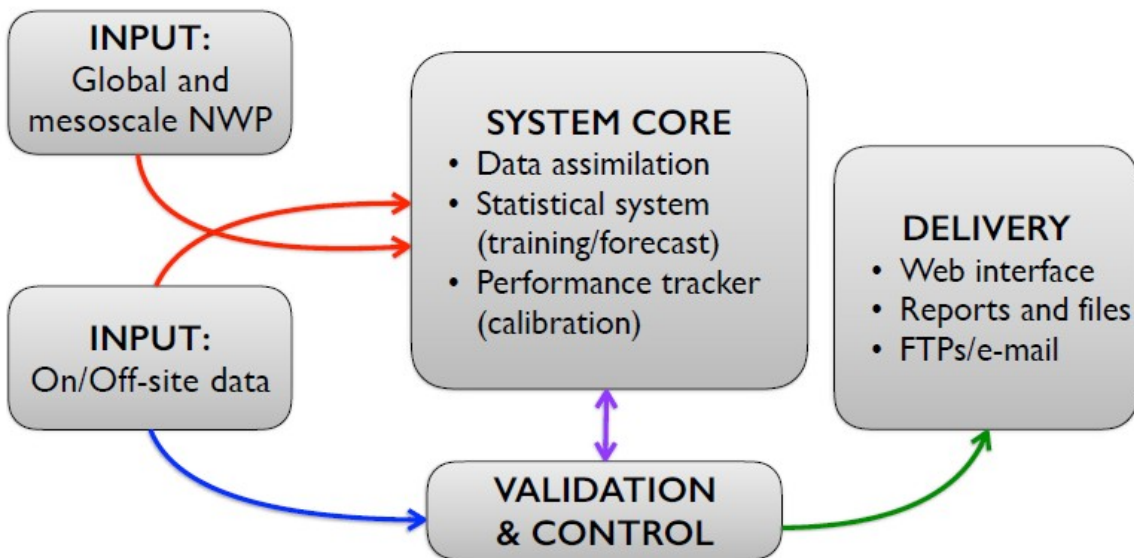 INPUT:
Global and
mesoscale NWP
INPUT:
On/Off-site data
SYSTEM CORE
• Data assimilation
• Statistical system
(training/forecast)
• Performance tracker
(calibration)
VALIDATION
& CONTROL
DELIVERY
• Web interface
• Reports and files
• FTPs/e-mail